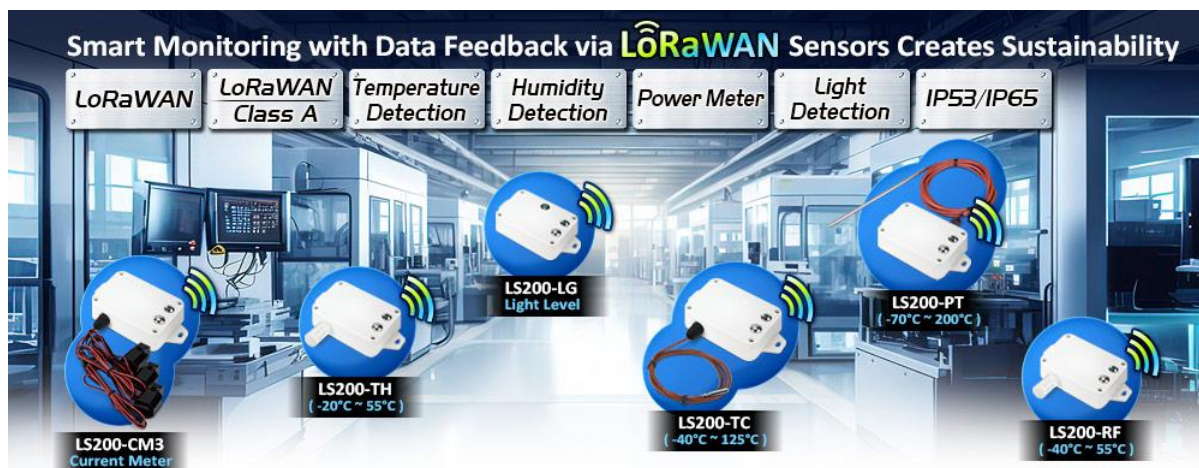 Smart Monitoring with Data Feedback via LoRaWAN Sensors Creates Sustainability
LoRaWAN
LoRaWAN
Class A
Temperature
Detection
Humidity
Detection
Power Meter
Light
Detection
IP53/IP65
LS200-CM3
Current Meter
LS200-TH
( -20°C ~ 55°C )
LS200-LG
Light Level
LS200-TC
( -40°C ~ 125°C )
LS200-PT
( -70°C ~ 200°C )
LS200-RF
( -40°C ~ 55°C )